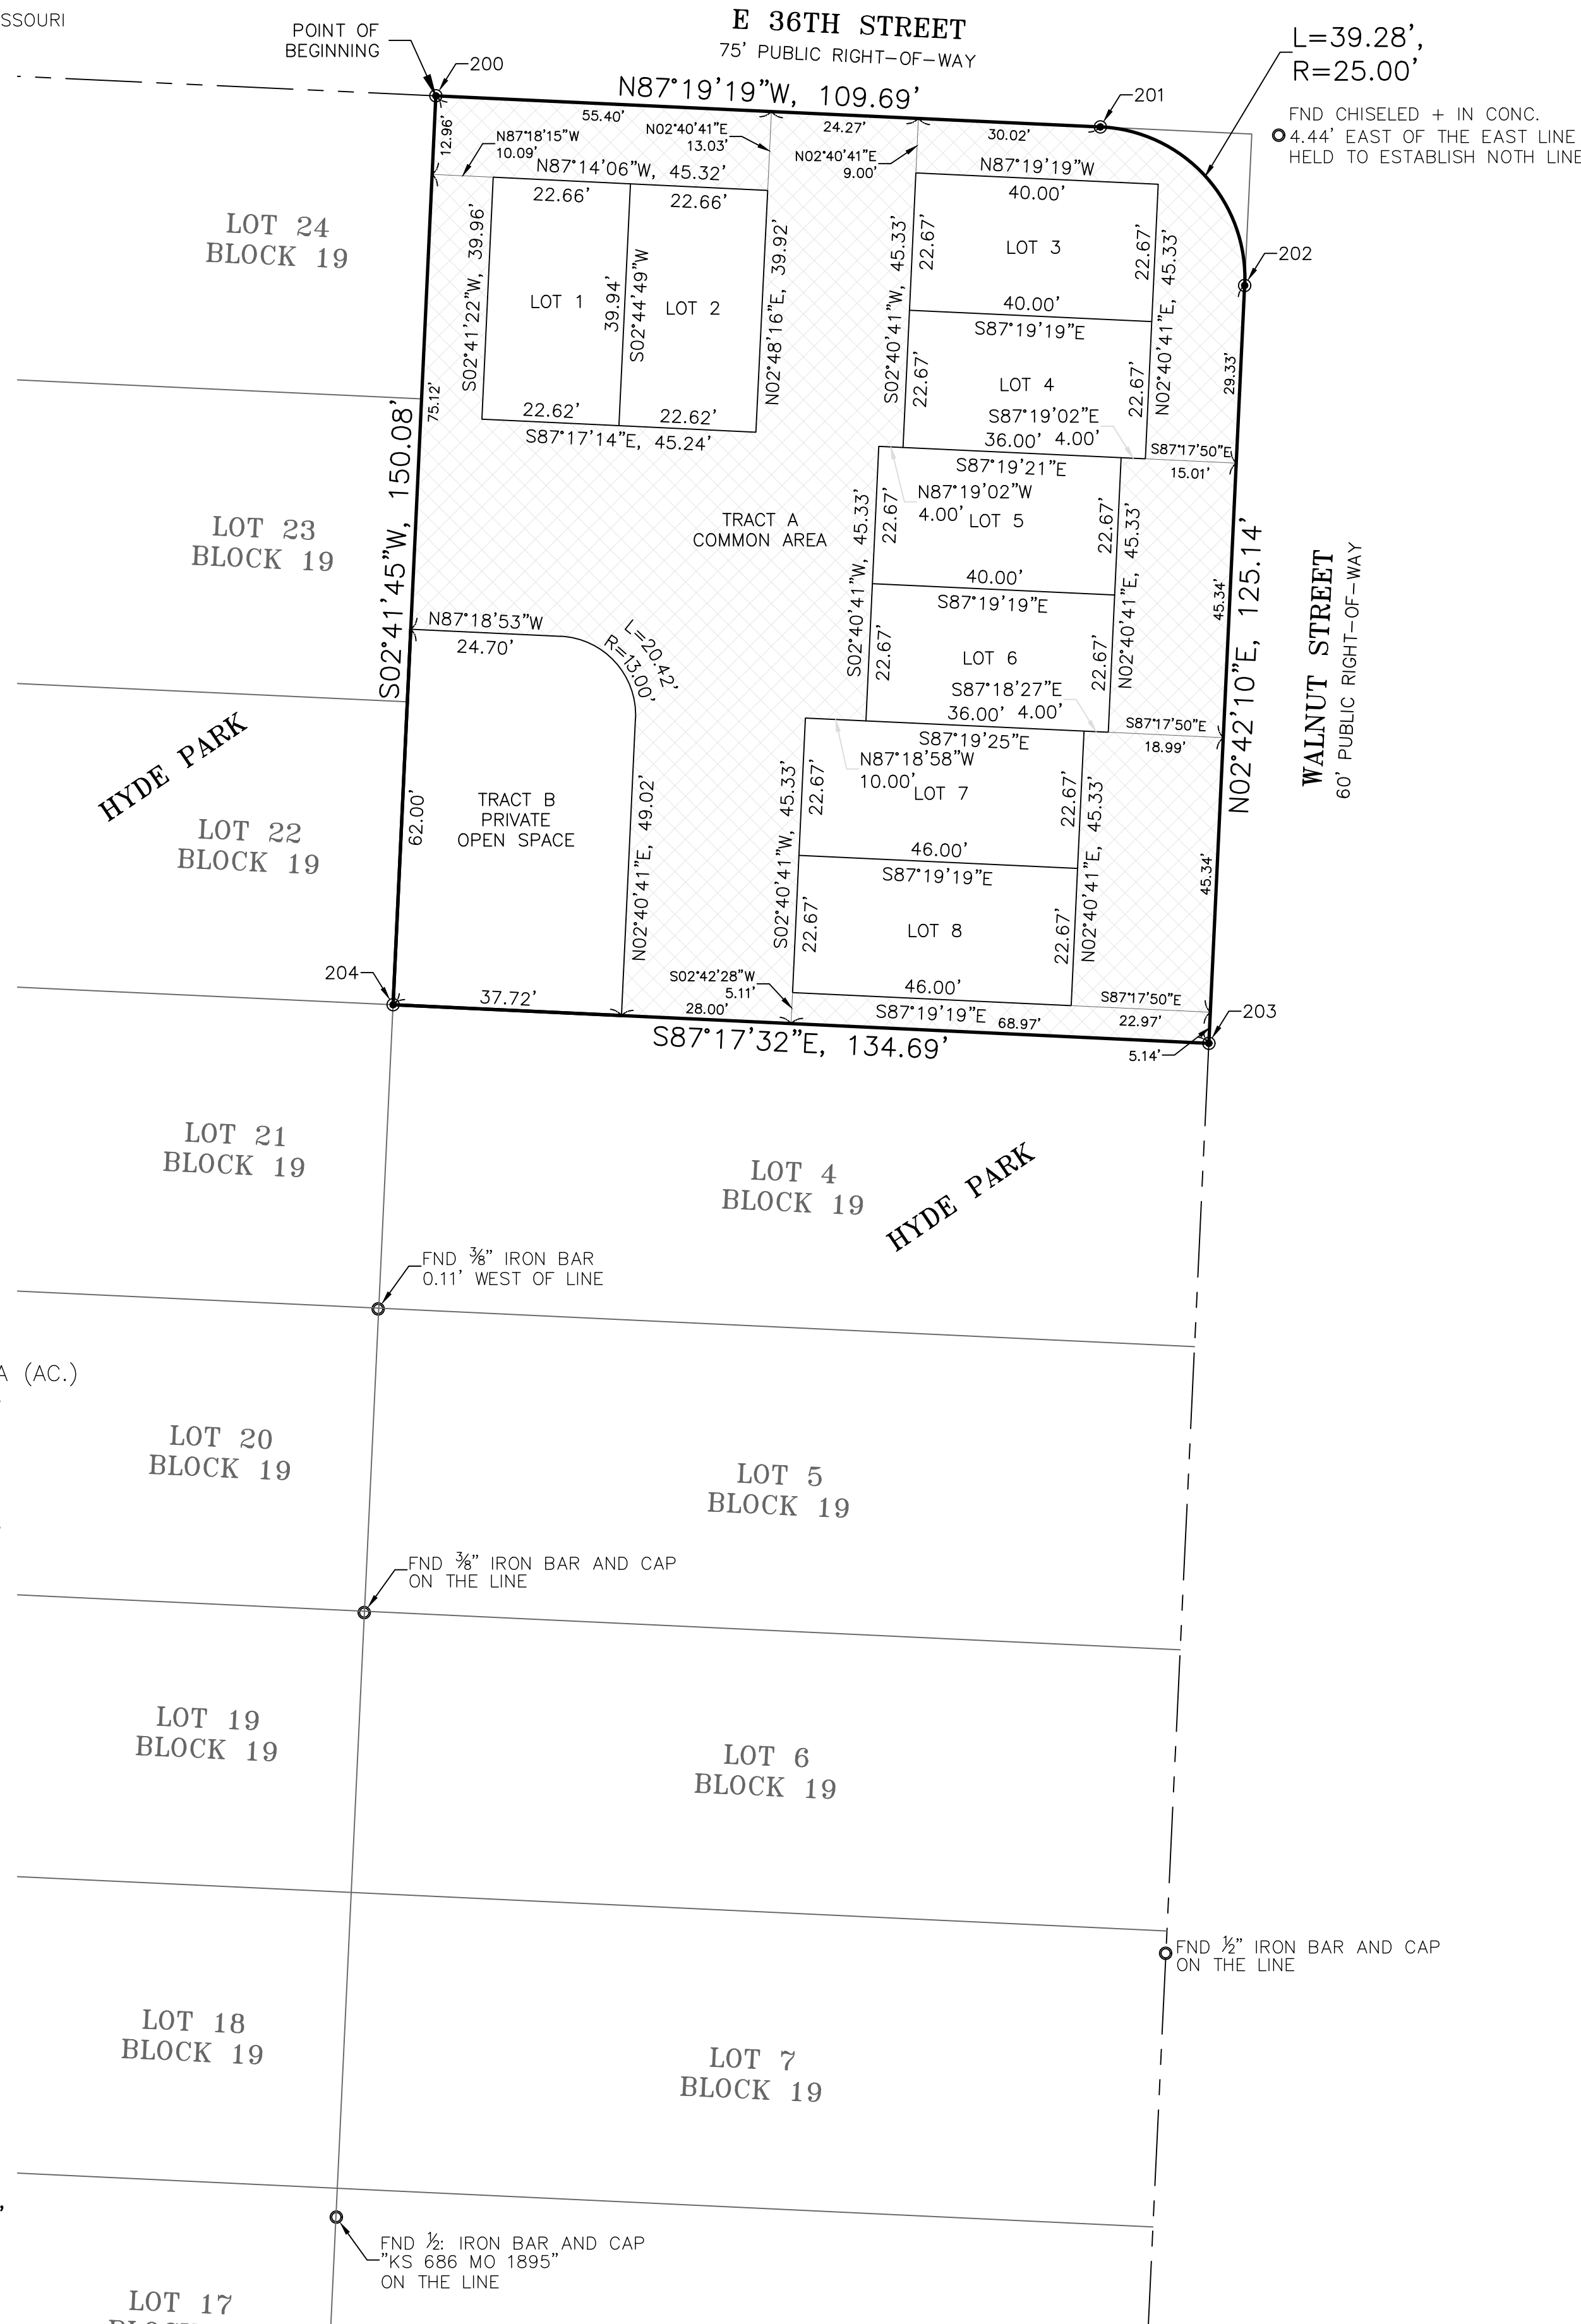 SSOURI
POINT OF
BEGINNING
200
E 36TH STREET
75' PUBLIC RIGHT-OF-WAY
N87°19'19"W, 109.69'
201
L=39.28',
R=25.00'
FND CHISELED + IN CONC.
4.44' EAST OF THE EAST LINE
HELD TO ESTABLISH NOTH LINE
55.40'
24.27'
30.02'
12.96'
N87°18'15"W
10.09'
N02°40'41"E
13.03'
N02°40'41"E
9.00'
N87°14'06"W, 45.32'
22.66'
22.66'
N87°19'19"W
40.00'
LOT 24
BLOCK 19
S02°41'22"W, 39.96'
LOT 1
39.94'
S02°44'49"W
LOT 2
N02°48'16"E, 39.92'
22.62'
22.62'
S87°17'14"E, 45.24'
S02°40'41"W, 45.33'
22.67'
LOT 3
22.67'
N02°40'41"E, 45.33'
202
40.00'
S87°19'19"E
22.67'
LOT 4
22.67'
29.33'
S87°19'02"E
36.00' 4.00'
S87°19'21"E
S87°17'50"E
15.01'
75.12'
S02°41'45"W, 150.08'
LOT 23
BLOCK 19
TRACT A
COMMON AREA
N87°19'02"W
4.00'
S02°40'41"W, 45.33'
22.67'
LOT 5
22.67'
N02°40'41"E, 45.33'
40.00'
S87°19'19"E
22.67'
LOT 6
22.67'
45.34'
N02°42'10"E, 125.14'
WALNUT STREET
60' PUBLIC RIGHT-OF-WAY
N87°18'53"W
24.70'
L=20.42'
R=13.00'
S87°18'27"E
36.00' 4.00'
S87°19'25"E
S87°17'50"E
18.99'
HYDE PARK
N87°18'58"W
10.00'
LOT 22
BLOCK 19
62.00'
TRACT B
PRIVATE
OPEN SPACE
N02°40'41"E, 49.02'
S02°40'41"W, 45.33'
22.67'
LOT 7
22.67'
N02°40'41"E, 45.33'
46.00'
S87°19'19"E
22.67'
LOT 8
22.67'
45.34'
204
37.72'
S02°42'28"W
5.11'
28.00'
46.00'
S87°19'19"E
68.97'
S87°17'50"E
22.97'
203
5.14'
S87°17'32"E, 134.69'
LOT 21
BLOCK 19
LOT 4
BLOCK 19
HYDE PARK
FND ⅜" IRON BAR
0.11' WEST OF LINE
A (AC.)
LOT 20
BLOCK 19
LOT 5
BLOCK 19
FND ⅜" IRON BAR AND CAP
ON THE LINE
LOT 19
BLOCK 19
LOT 6
BLOCK 19
FND ½" IRON BAR AND CAP
ON THE LINE
LOT 18
BLOCK 19
LOT 7
BLOCK 19
FND ½: IRON BAR AND CAP
"KS 686 MO 1895"
ON THE LINE
LOT 17